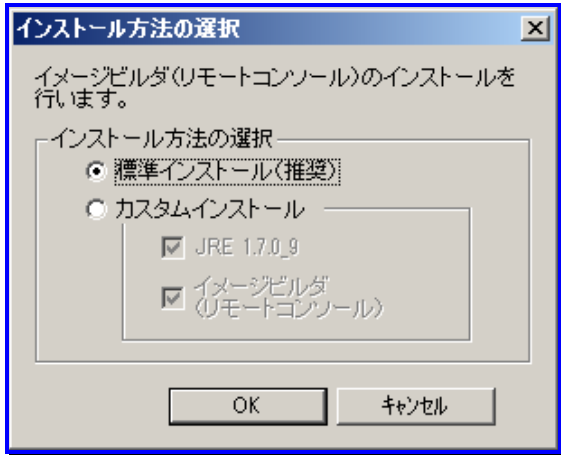 インストール方法の選択
イメージビルダ(リモートコンソール)のインストールを
行います。
インストール方法の選択
標準インストール(推奨)
カスタムインストール
JRE 1.7.0_9
イメージビルダ
(リモートコンソール)
OK
ｷｬﾝｾﾙ